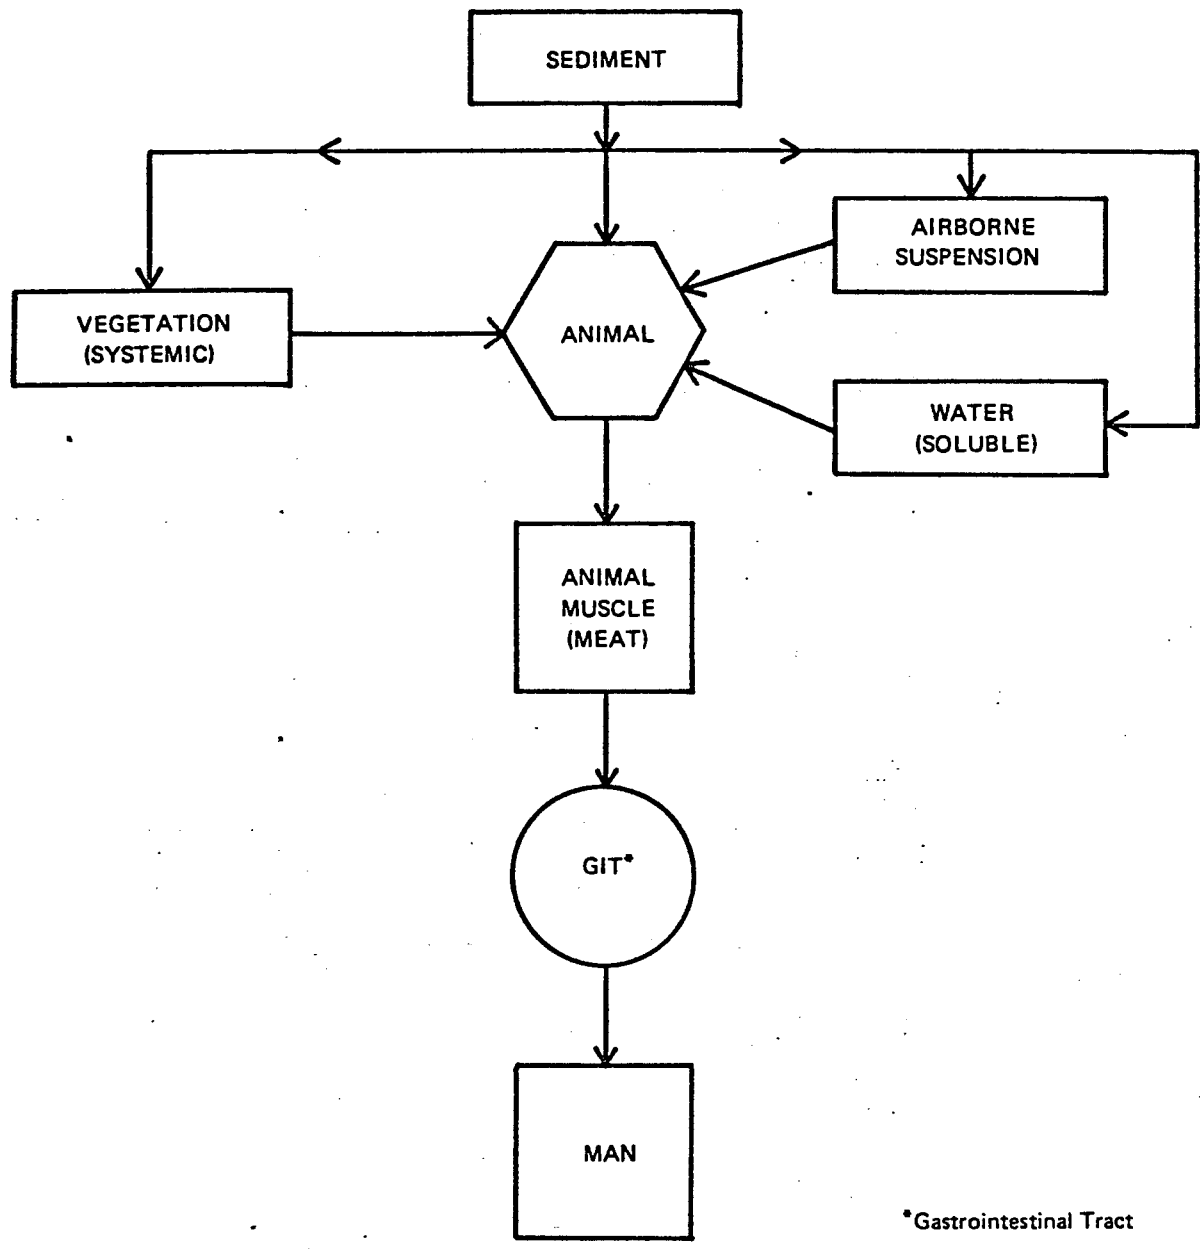 SEDIMENT
AIRBORNE
SUSPENSION
VEGETATION
(SYSTEMIC)
ANIMAL
WATER
(SOLUBLE)
ANIMAL
MUSCLE
(MEAT)
GIT*
MAN
*Gastrointestinal Tract